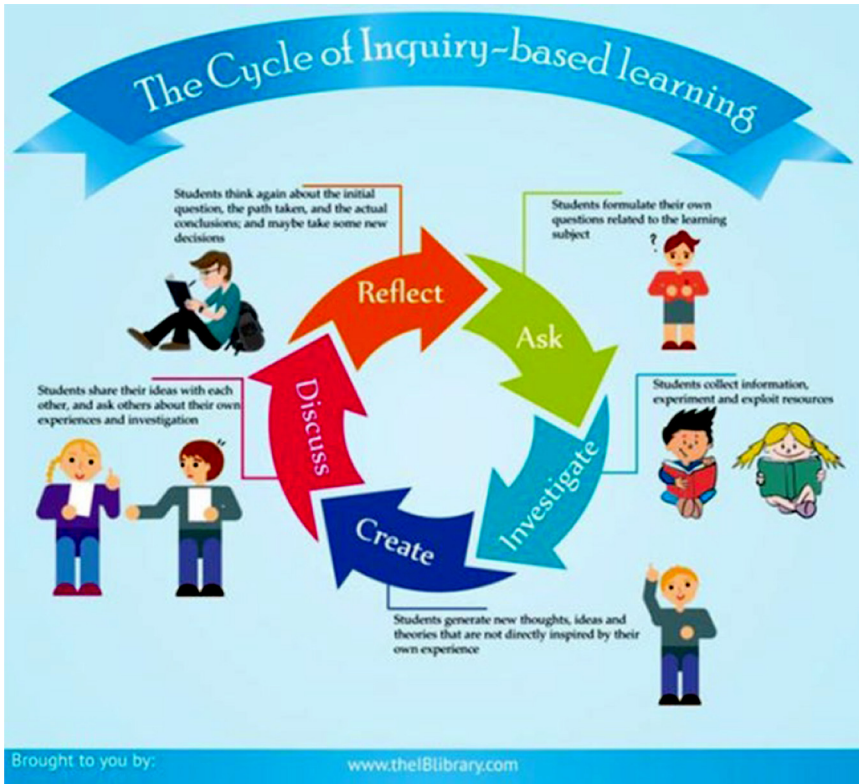 The Cycle of Inquiry-based learning
Students think again about the initial
question, the path taken, and the actual
conclusions; and maybe take some new
decisions
Students formulate their own
questions related to the learning
subject
?
Reflect
Ask
Students share their ideas with each
other, and ask others about their own
experiences and investigation
Students collect information,
experiment and exploit resources
Discuss
Investigate
Create
Students generate new thoughts, ideas and
theories that are not directly inspired by their
own experience
Brought to you by:
www.theIBlibrary.com